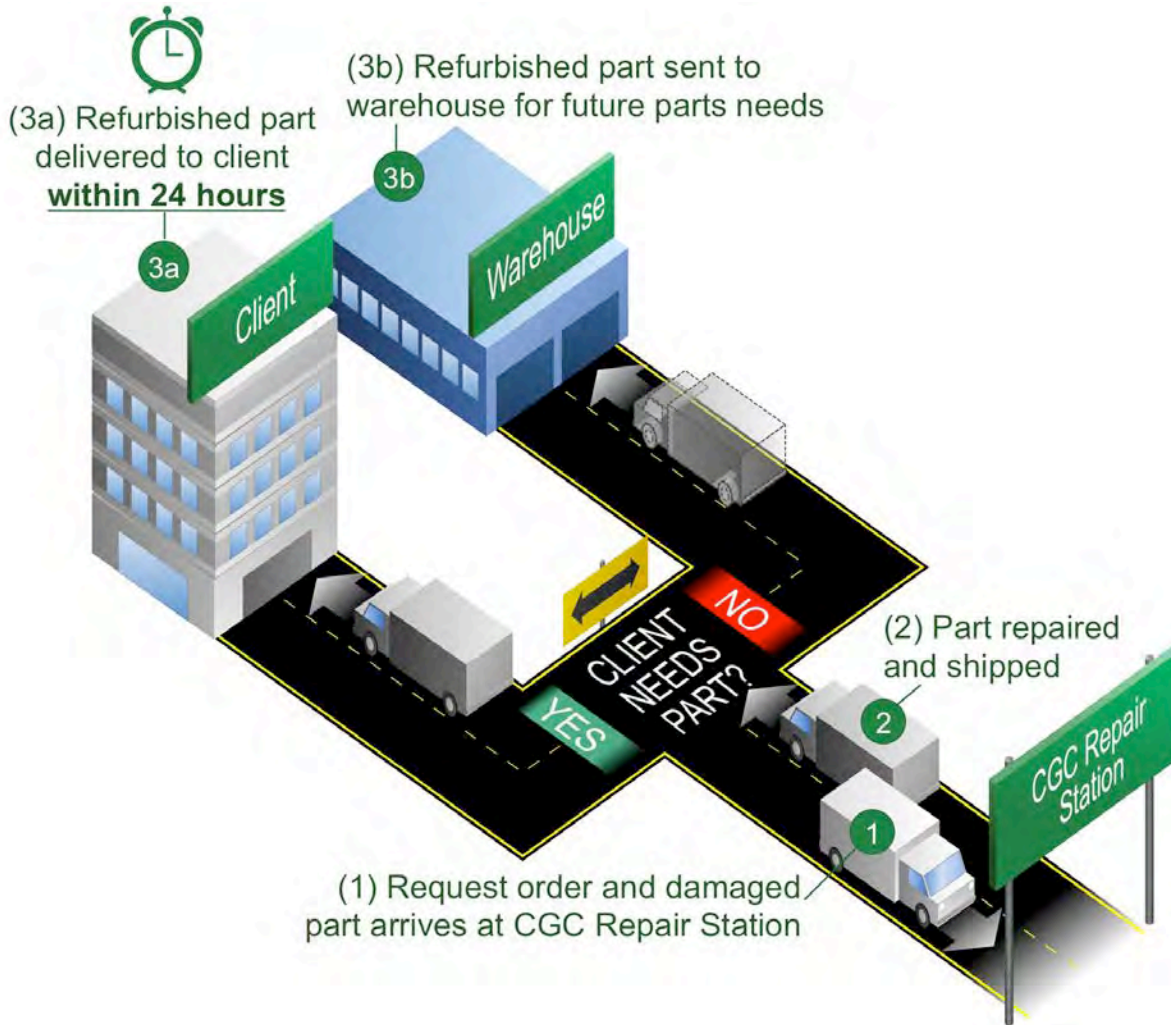 (3a) Refurbished part
delivered to client
within 24 hours
3a
(3b) Refurbished part sent to
warehouse for future parts needs
3b
Client
Warehouse
NO
CLIENT
NEEDS
PART?
YES
(2) Part repaired
and shipped
2
1
CGC Repair
Station
(1) Request order and damaged
part arrives at CGC Repair Station